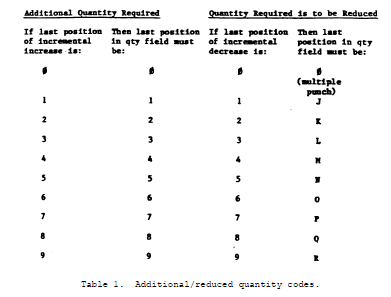 Additional Quantity Required Quantity Required is to be Reduced
If last position Then last position If last position Then last
of incremental in qty field must of incremental position in qty
increase is: be: decrease is: field must be:
Ø Ø Ø Ø
(multiple
punch)
1 1 1 J
2 2 2 K
3 3 3 L
4 4 4 M
5 5 5 N
6 6 6 O
7 7 7 P
8 8 8 Q
9 9 9 R
Table 1. Additional/reduced quantity codes.